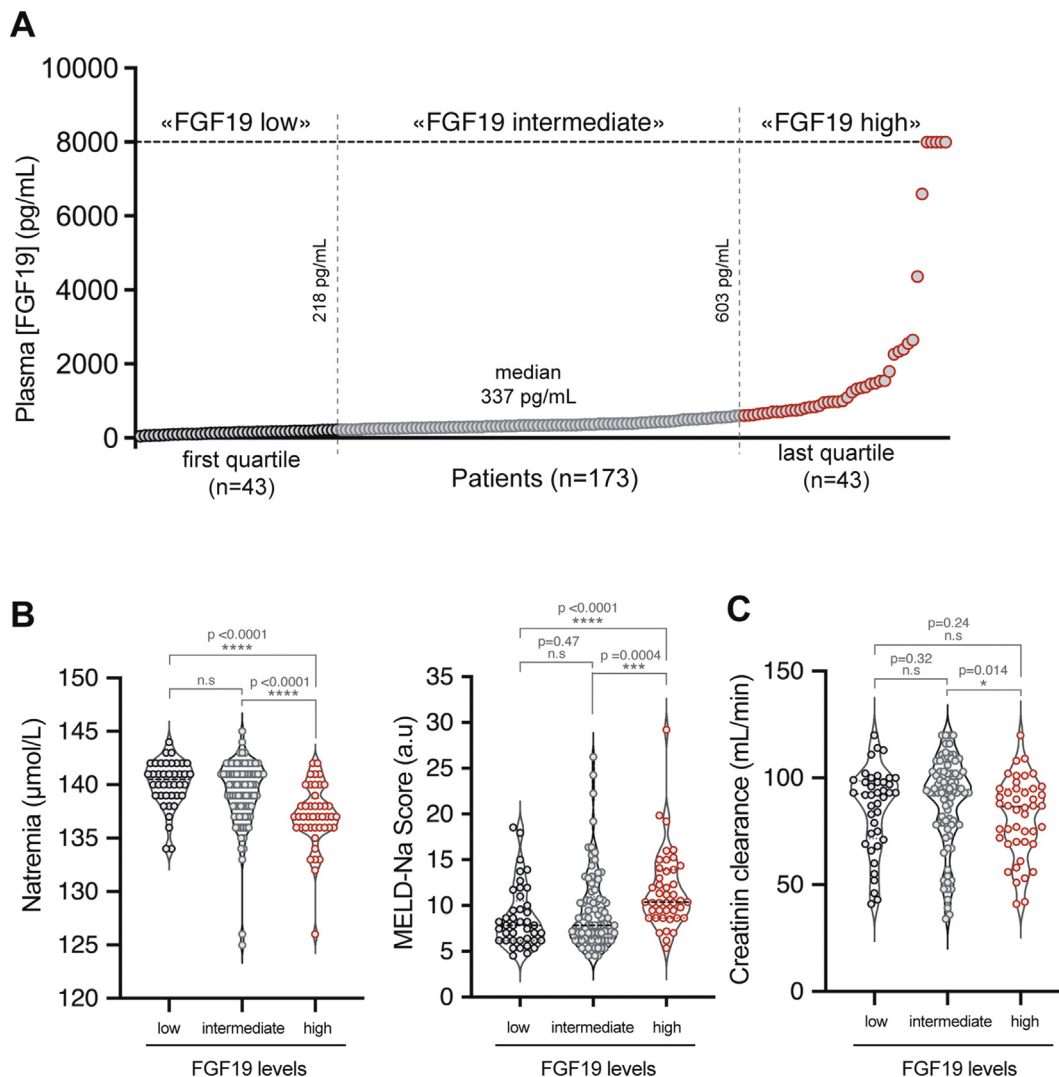 A
10000
8000
6000
4000
2000
0
Plasma [FGF19] (pg/mL)
«FGF19 low»
«FGF19 intermediate»
«FGF19 high»
218 pg/mL
603 pg/mL
median
337 pg/mL
first quartile
(n=43)
Patients (n=173)
last quartile
(n=43)
B
p <0.0001
****
n.s
p <0.0001
****
150
145
140
135
130
125
120
Natremia (µmol/L)
low
intermediate
high
FGF19 levels
p <0.0001
****
p=0.47
n.s
p =0.0004
***
35
30
25
20
15
10
5
0
MELD-Na Score (a.u)
low
intermediate
high
FGF19 levels
C
p=0.24
n.s
p=0.32
n.s
p=0.014
*
150
100
50
0
Creatinin clearance (mL/min)
low
intermediate
high
FGF19 levels